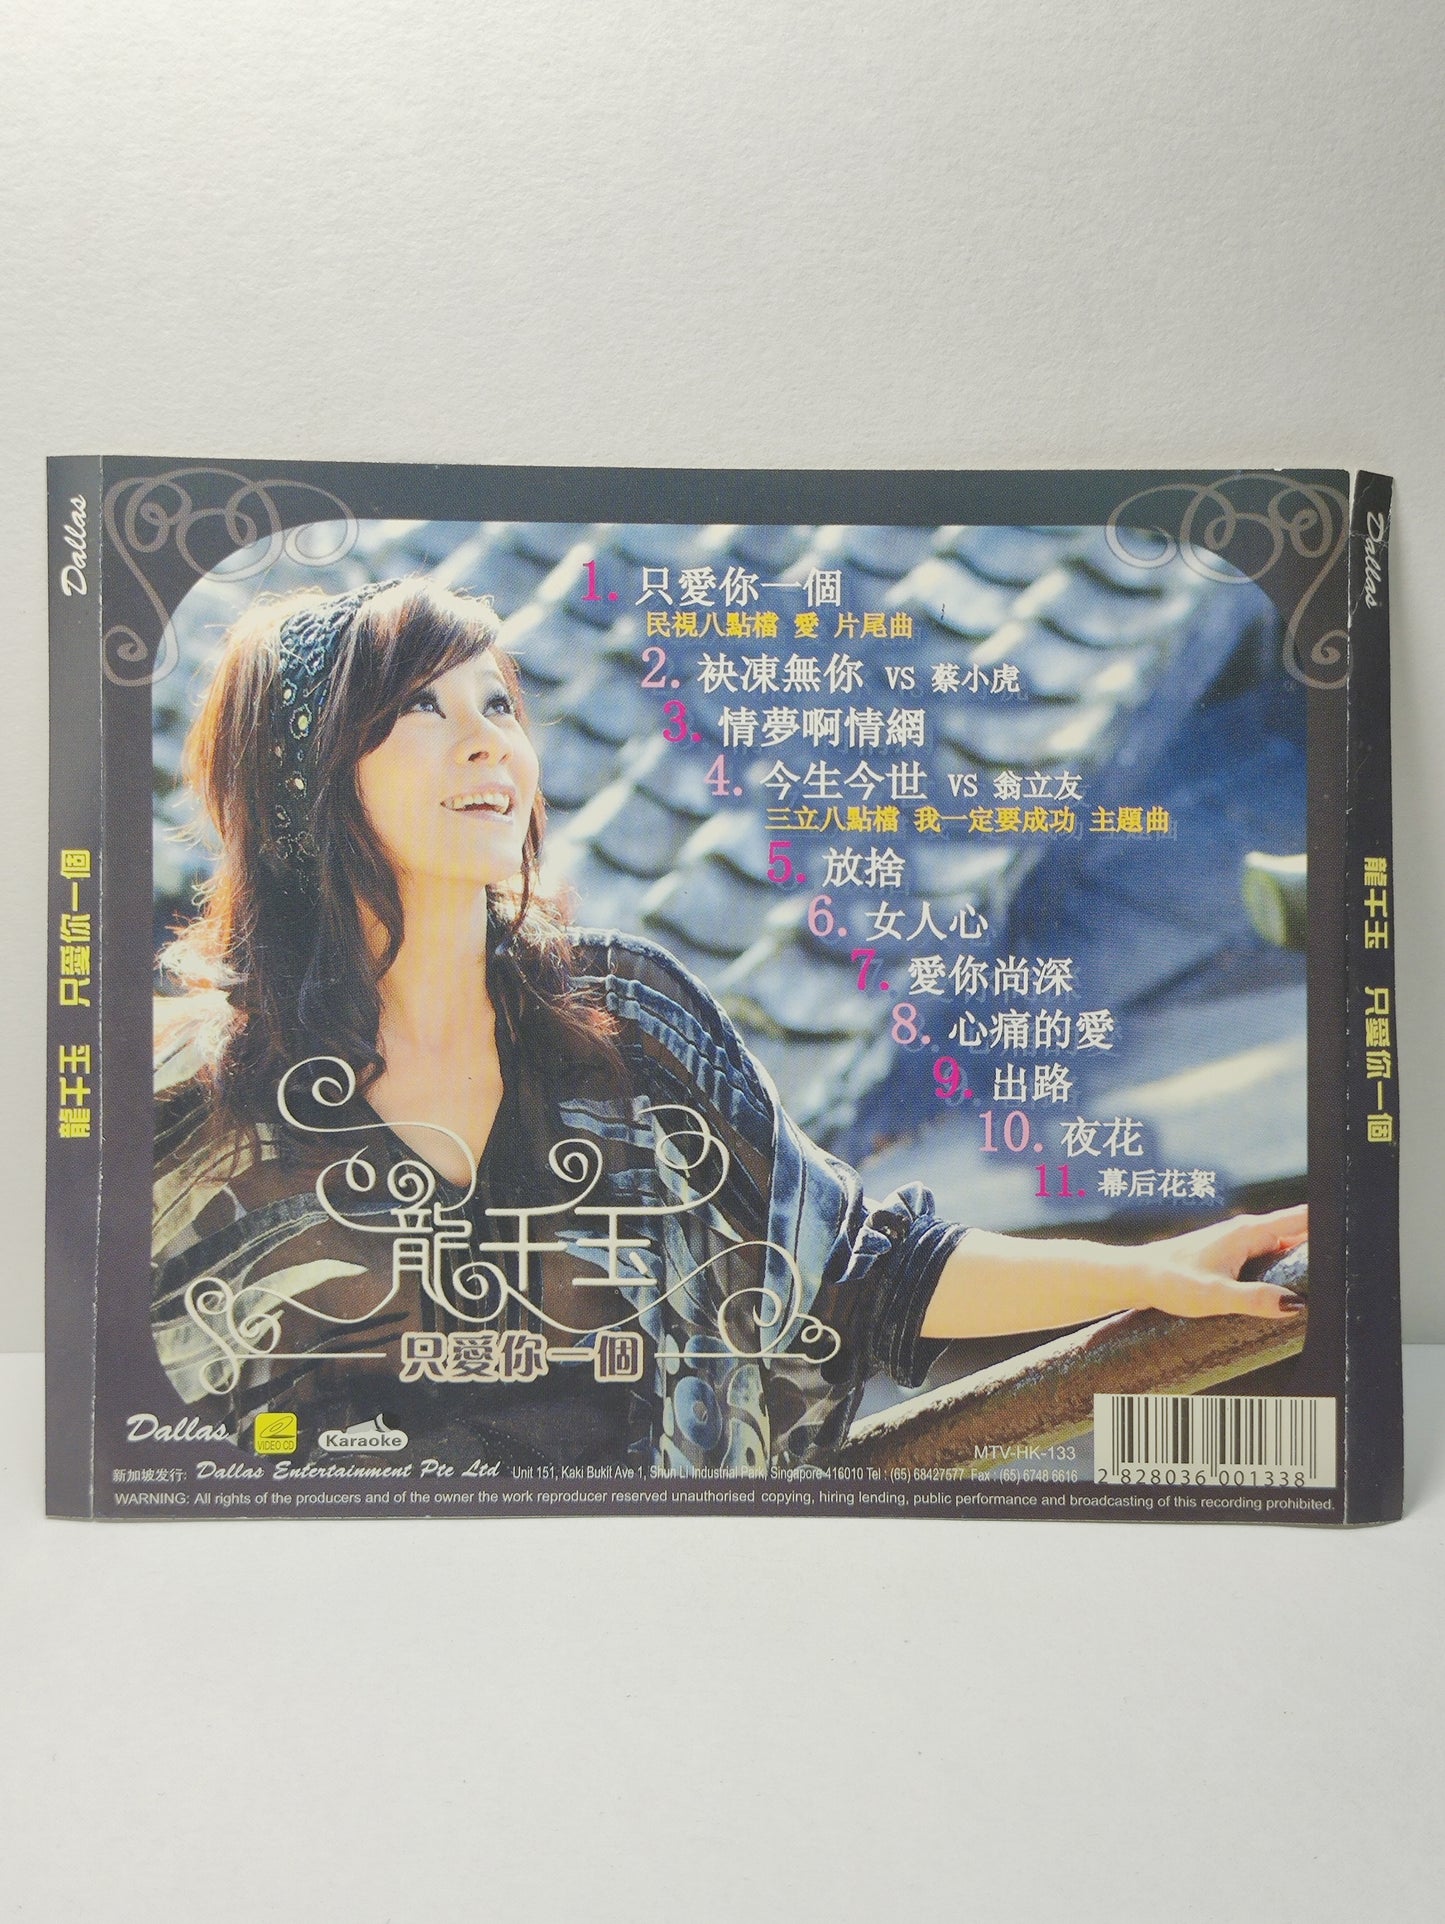 Dallas
龍千玉 只愛你一個
1. 只愛你一個
民視八點檔 愛 片尾曲
2. 袂凍無你 VS 蔡小虎
3. 情夢啊情網
4. 今生今世 VS 翁立友
三立八點檔 我一定要成功 主題曲
5. 放捨
6. 女人心
7. 愛你尚深
8. 心痛的愛
9. 出路
10. 夜花
11. 幕后花絮
龍千玉
只愛你一個
Dallas
VIDEO CD
Karaoke
MTV-HK-133
2 828036 001338
新加坡发行: Dallas Entertainment Pte Ltd Unit 151, Kaki Bukit Ave 1, Shun Li Industrial Park, Singapore 416010 Tel : (65) 68427577 Fax : (65) 6748 6616
WARNING: All rights of the producers and of the owner the work reproducer reserved unauthorised copying, hiring lending, public performance and broadcasting of this recording prohibited.
Dallas
龍千玉 只愛你一個